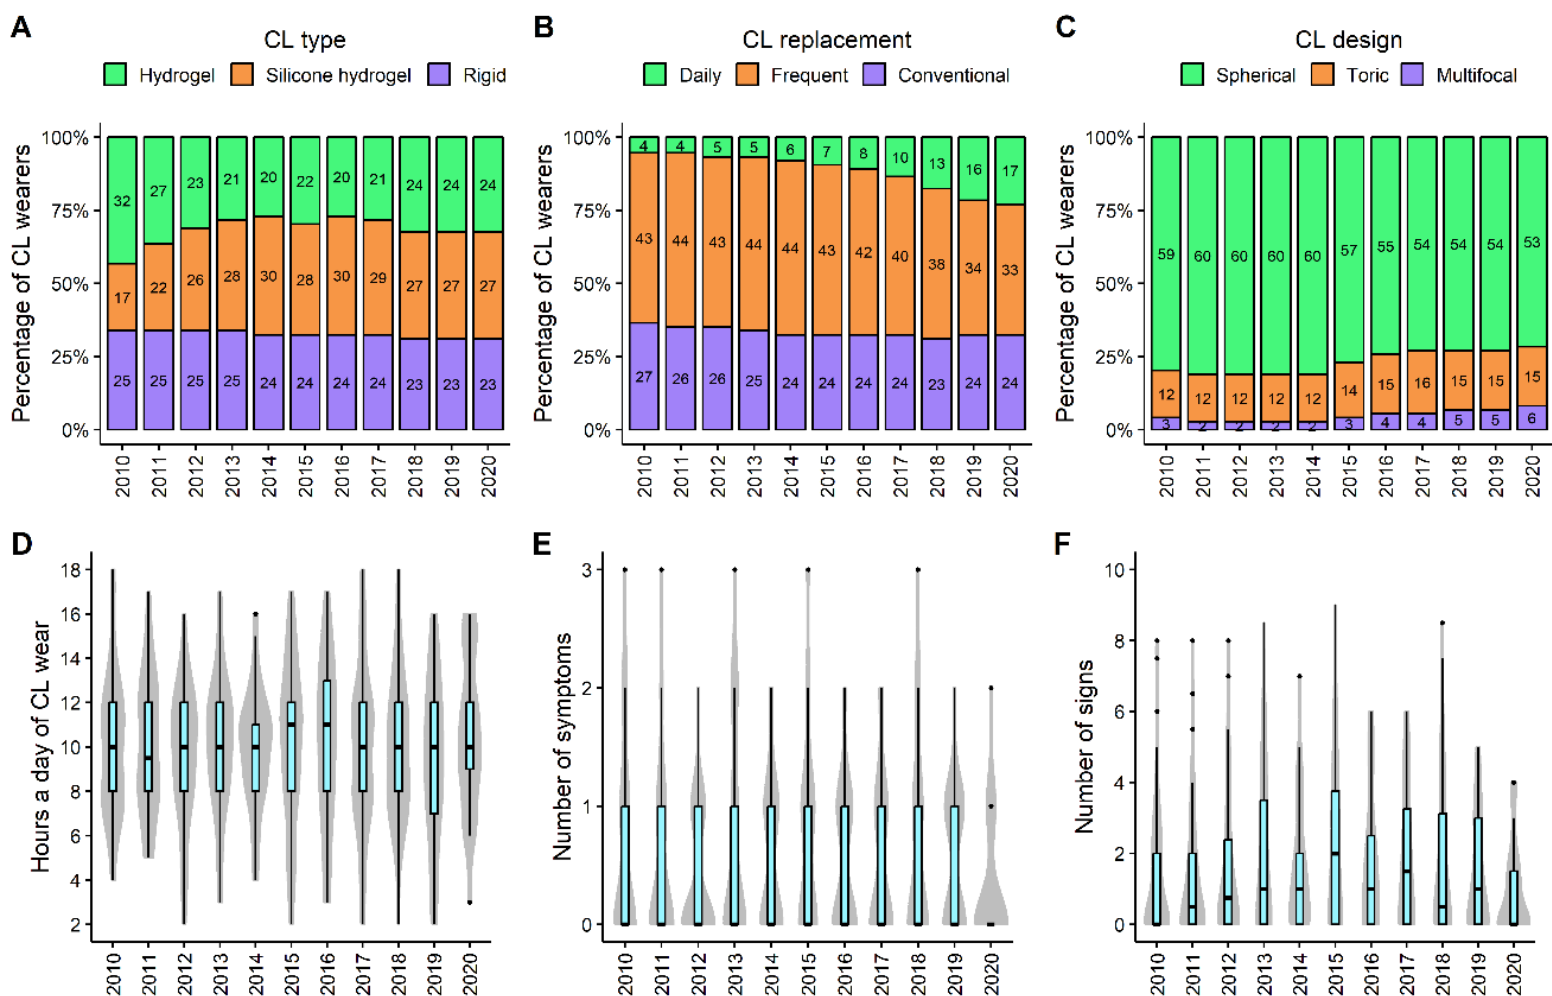 A
CL type
Hydrogel Silicone hydrogel Rigid
Percentage of CL wearers
100%
75%
50%
25%
0%
32 27 23 21 20 22 20 21 24 24 24
17 22 26 28 30 28 30 29 27 27 27
25 25 25 25 24 24 24 24 23 23 23
2010 2011 2012 2013 2014 2015 2016 2017 2018 2019 2020
B
CL replacement
Daily Frequent Conventional
Percentage of CL wearers
100%
75%
50%
25%
0%
4 4 5 5 6 7 8 10 13 16 17
43 44 43 44 44 43 42 40 38 34 33
27 26 26 25 24 24 24 24 23 24 24
2010 2011 2012 2013 2014 2015 2016 2017 2018 2019 2020
C
CL design
Spherical Toric Multifocal
Percentage of CL wearers
100%
75%
50%
25%
0%
59 60 60 60 60 57 55 54 54 54 53
12 12 12 12 12 14 15 16 15 15 15
3 2 2 2 2 3 4 4 5 5 6
2010 2011 2012 2013 2014 2015 2016 2017 2018 2019 2020
D
Hours a day of CL wear
18
16
14
12
10
8
6
4
2
2010 2011 2012 2013 2014 2015 2016 2017 2018 2019 2020
E
Number of symptoms
3
2
1
0
2010 2011 2012 2013 2014 2015 2016 2017 2018 2019 2020
F
Number of signs
10
8
6
4
2
0
2010 2011 2012 2013 2014 2015 2016 2017 2018 2019 2020